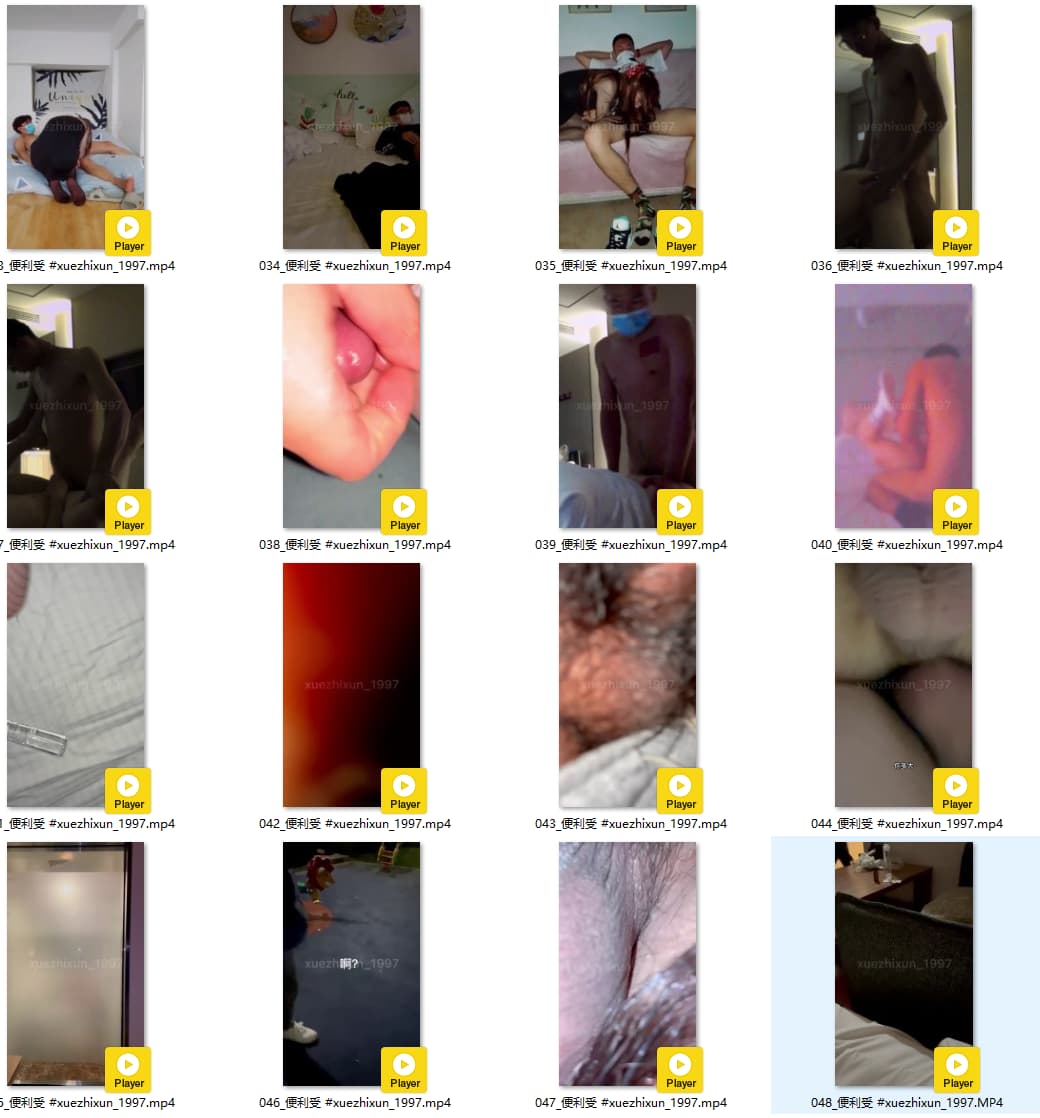 Unique
xuezhixun_1997
hello
xuezhixun_1997
xuezhixun_1997
xuezhixun_1997
Player
Player
Player
Player
3_便利受 #xuezhixun_1997.mp4
034_便利受 #xuezhixun_1997.mp4
035_便利受 #xuezhixun_1997.mp4
036_便利受 #xuezhixun_1997.mp4
xuezhixun_1997
xuezhixun_1997
xuezhixun_1997
xuezhixun_1997
Player
Player
Player
Player
7_便利受 #xuezhixun_1997.mp4
038_便利受 #xuezhixun_1997.mp4
039_便利受 #xuezhixun_1997.mp4
040_便利受 #xuezhixun_1997.mp4
xuezhixun_1997
xuezhixun_1997
xuezhixun_1997
xuezhixun_1997
你多大
Player
Player
Player
Player
1_便利受 #xuezhixun_1997.mp4
042_便利受 #xuezhixun_1997.mp4
043_便利受 #xuezhixun_1997.mp4
044_便利受 #xuezhixun_1997.mp4
xuezhixun_1997
啊?
xuezhixun_1997
xuezhixun_1997
Player
Player
Player
Player
5_便利受 #xuezhixun_1997.mp4
046_便利受 #xuezhixun_1997.mp4
047_便利受 #xuezhixun_1997.mp4
048_便利受 #xuezhixun_1997.MP4